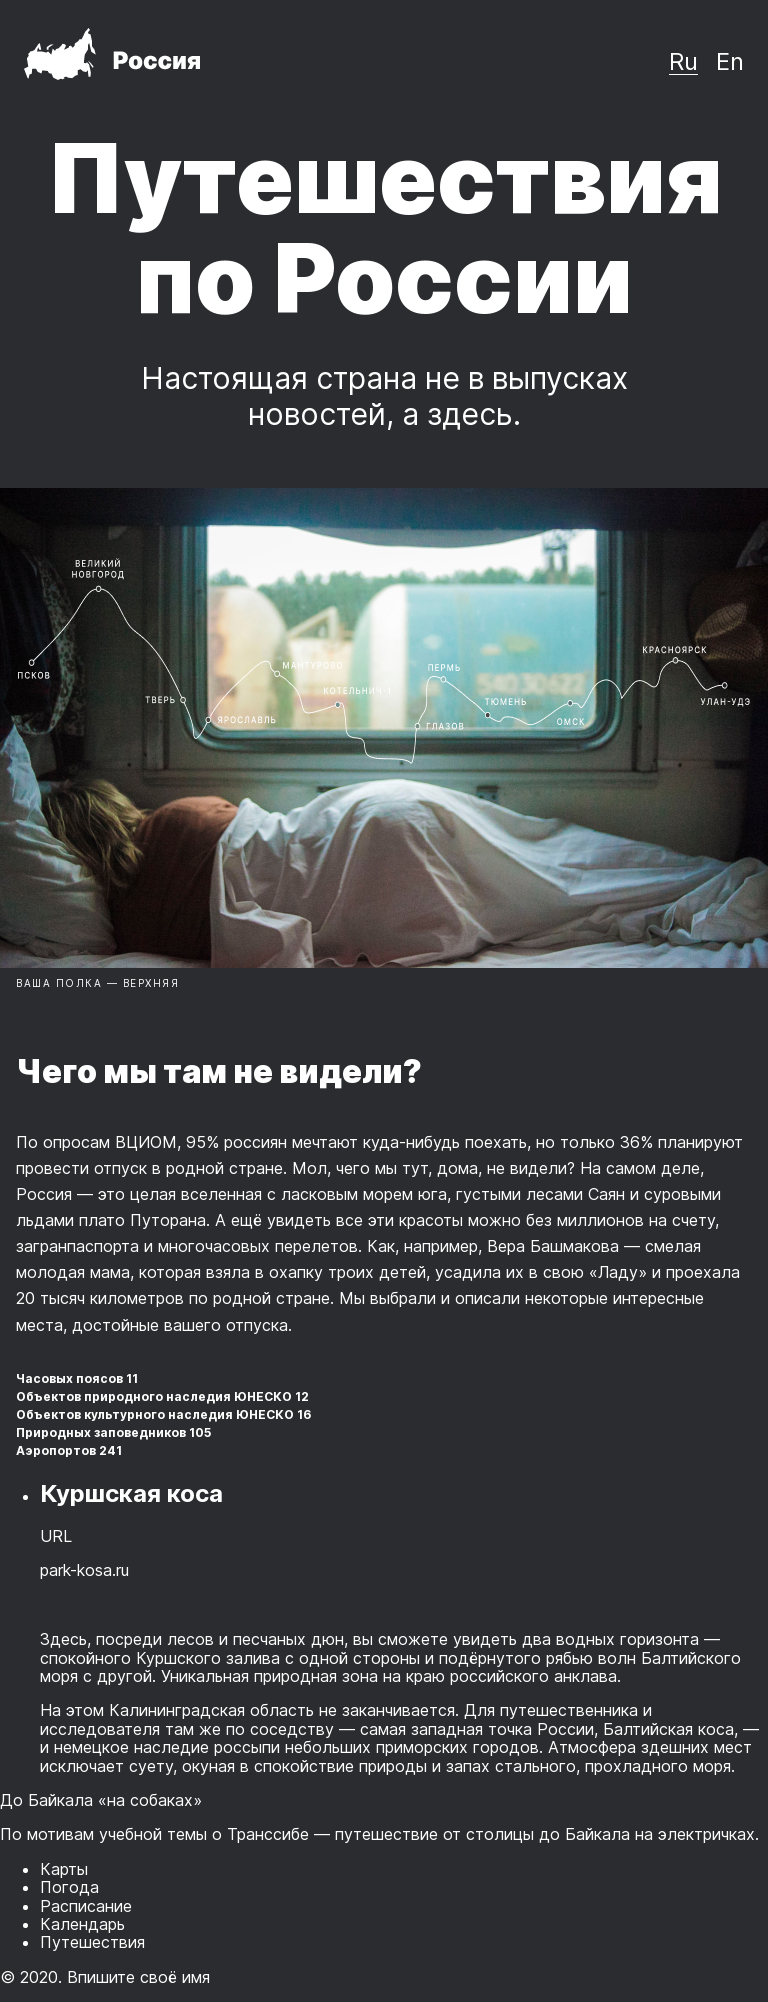 Россия
Ru En
Путешествия
по России
Настоящая страна не в выпусках
новостей, а здесь.
ВЕЛИКИЙ
НОВГОРОД
ПСКОВ
ТВЕРЬ
ЯРОСЛАВЛЬ
МАНТУРОВО
КОТЕЛЬНИЧ-1
ГЛАЗОВ
ПЕРМЬ
ТЮМЕНЬ
ОМСК
КРАСНОЯРСК
УЛАН-УДЭ
ВАША ПОЛКА — ВЕРХНЯЯ
Чего мы там не видели?
По опросам ВЦИОМ, 95% россиян мечтают куда-нибудь поехать, но только 36% планируют
провести отпуск в родной стране. Мол, чего мы тут, дома, не видели? На самом деле,
Россия — это целая вселенная с ласковым морем юга, густыми лесами Саян и суровыми
льдами плато Путорана. А ещё увидеть все эти красоты можно без миллионов на счету,
загранпаспорта и многочасовых перелетов. Как, например, Вера Башмакова — смелая
молодая мама, которая взяла в охапку троих детей, усадила их в свою «Ладу» и проехала
20 тысяч километров по родной стране. Мы выбрали и описали некоторые интересные
места, достойные вашего отпуска.
Часовых поясов 11
Объектов природного наследия ЮНЕСКО 12
Объектов культурного наследия ЮНЕСКО 16
Природных заповедников 105
Аэропортов 241
Куршская коса
URL
park-kosa.ru
Здесь, посреди лесов и песчаных дюн, вы сможете увидеть два водных горизонта —
спокойного Куршского залива с одной стороны и подёрнутого рябью волн Балтийского
моря с другой. Уникальная природная зона на краю российского анклава.
На этом Калининградская область не заканчивается. Для путешественника и
исследователя там же по соседству — самая западная точка России, Балтийская коса, —
и немецкое наследие россыпи небольших приморских городов. Атмосфера здешних мест
исключает суету, окуная в спокойствие природы и запах стального, прохладного моря.
До Байкала «на собаках»
По мотивам учебной темы о Транссибе — путешествие от столицы до Байкала на электричках.
Карты
Погода
Расписание
Календарь
Путешествия
© 2020. Впишите своё имя